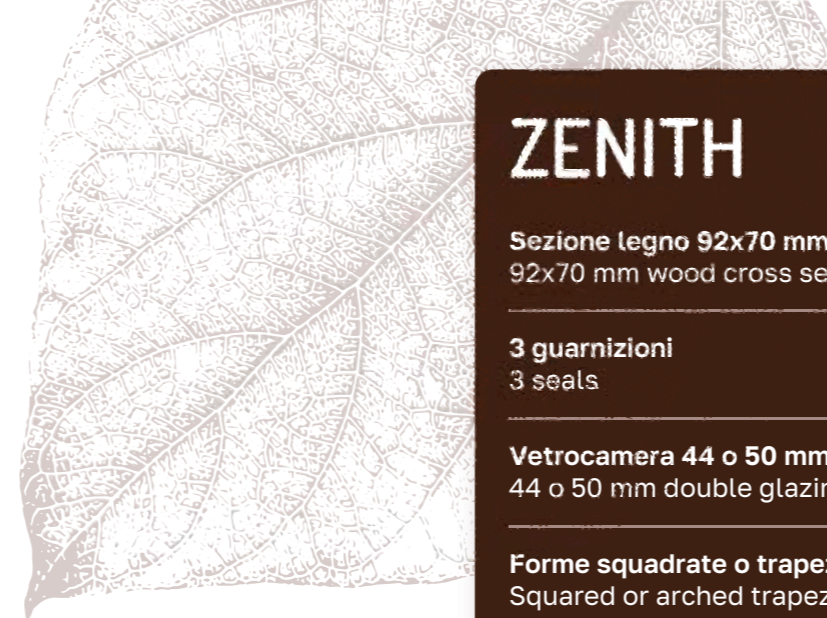 ZENITH
Sezione legno 92x70 mm
92x70 mm wood cross
3 guarnizioni
3 seals
Vetrocamera 44 o 50 mm
44 o 50 mm double
Forme squadrate o
Squared or arched